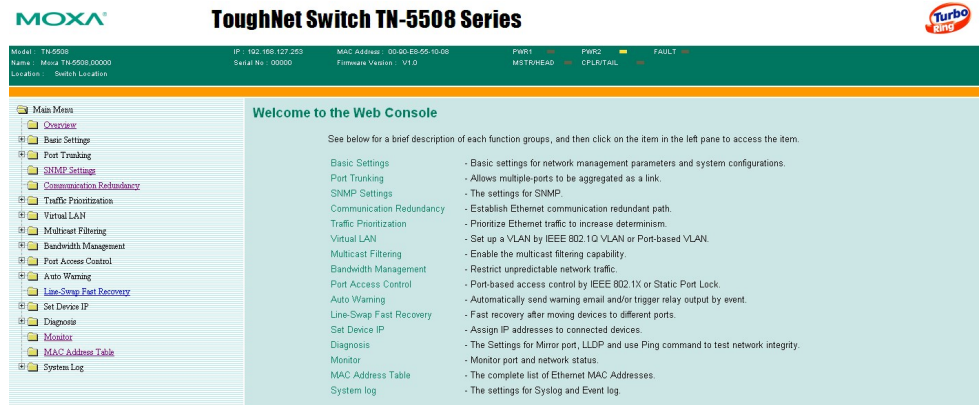 MOXA
ToughNet Switch TN-5508 Series
Turbo Ring
Model : TN-5508
IP : 192.168.127.253
MAC Address : 00-90-E8-55-10-08
PWR1
PWR2
FAULT
Name : Moxa TN-5508,00000
Serial No : 00000
Firmware Version : V1.0
MSTR/HEAD
CPLR/TAIL
Location : Switch Location
Main Menu
Overview
Basic Settings
Port Trunking
SNMP Settings
Communication Redundancy
Traffic Prioritization
Virtual LAN
Multicast Filtering
Bandwidth Management
Port Access Control
Auto Warning
Line-Swap Fast Recovery
Set Device IP
Diagnosis
Monitor
MAC Address Table
System Log
Welcome to the Web Console
See below for a brief description of each function groups, and then click on the item in the left pane to access the item.
Basic Settings - Basic settings for network management parameters and system configurations.
Port Trunking - Allows multiple-ports to be aggregated as a link.
SNMP Settings - The settings for SNMP.
Communication Redundancy - Establish Ethernet communication redundant path.
Traffic Prioritization - Prioritize Ethernet traffic to increase determinism.
Virtual LAN - Set up a VLAN by IEEE 802.1Q VLAN or Port-based VLAN.
Multicast Filtering - Enable the multicast filtering capability.
Bandwidth Management - Restrict unpredictable network traffic.
Port Access Control - Port-based access control by IEEE 802.1X or Static Port Lock.
Auto Warning - Automatically send warning email and/or trigger relay output by event.
Line-Swap Fast Recovery - Fast recovery after moving devices to different ports.
Set Device IP - Assign IP addresses to connected devices.
Diagnosis - The Settings for Mirror port, LLDP and use Ping command to test network integrity.
Monitor - Monitor port and network status.
MAC Address Table - The complete list of Ethernet MAC Addresses.
System log - The settings for Syslog and Event log.